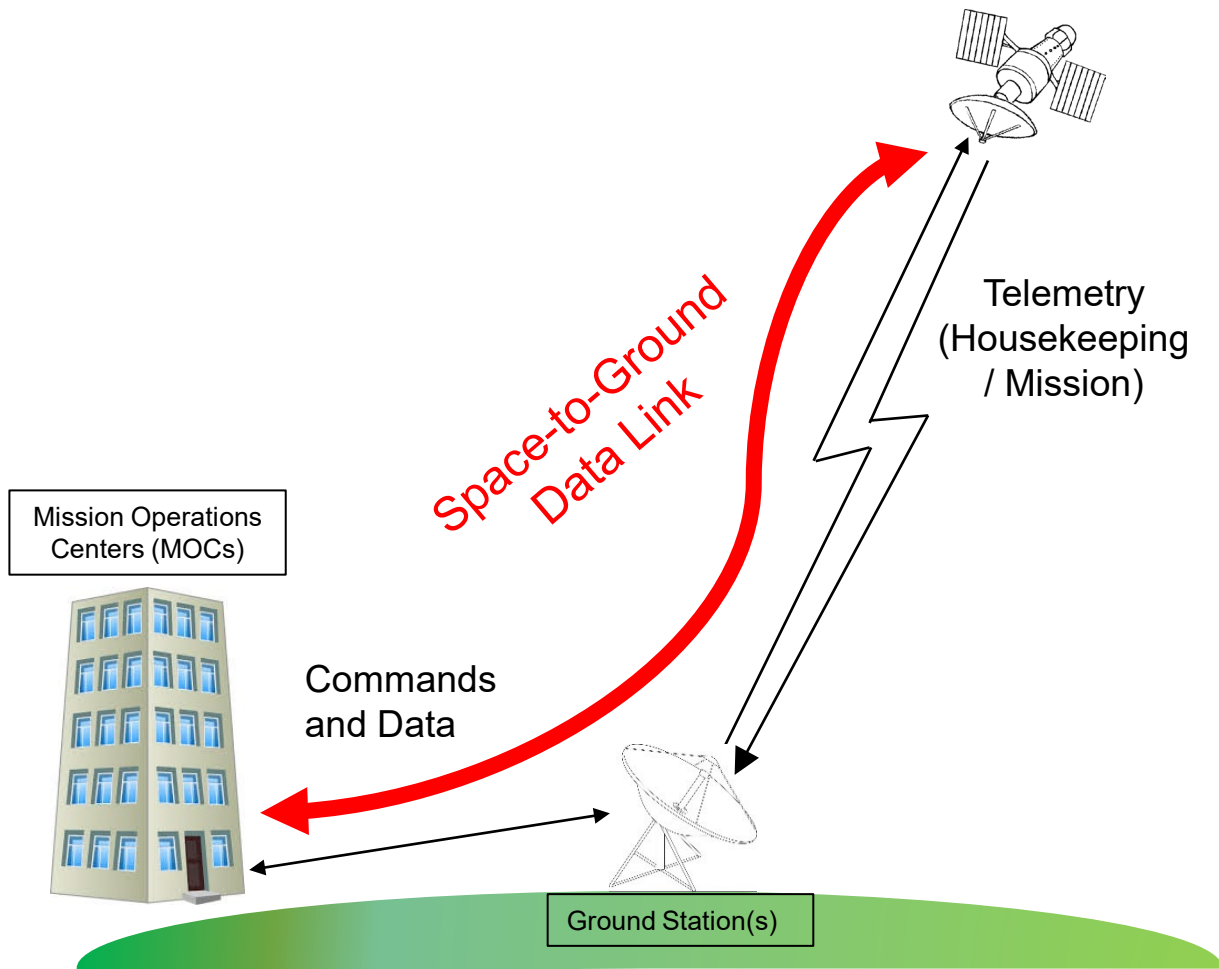 Space-to-Ground
Data Link
Telemetry
(Housekeeping
/ Mission)
Mission Operations
Centers (MOCs)
Commands
and Data
Ground Station(s)